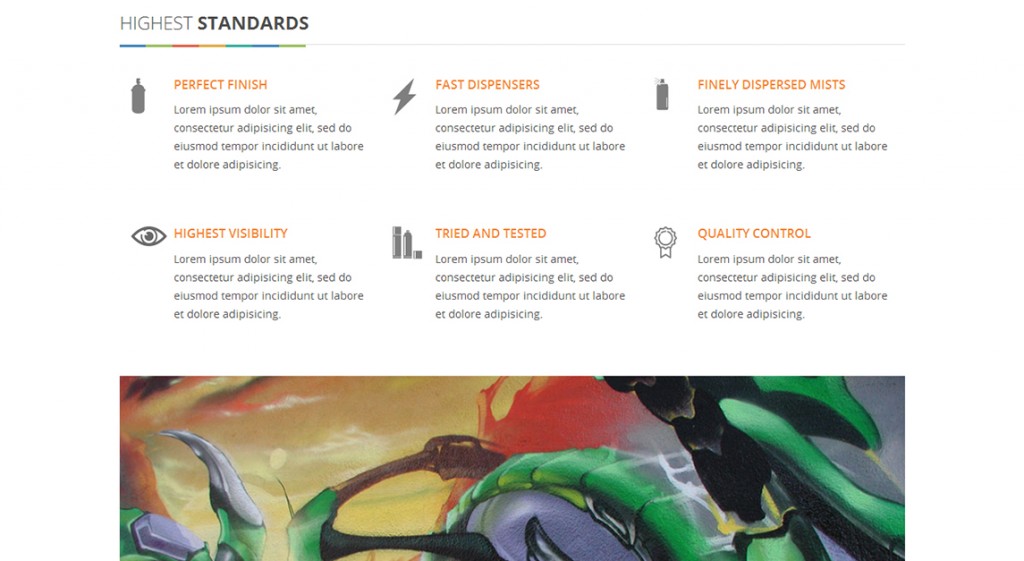 HIGHEST STANDARDS
PERFECT FINISH
Lorem ipsum dolor sit amet,
consectetur adipisicing elit, sed do
eiusmod tempor incididunt ut labore
et dolore adipisicing.
FAST DISPENSERS
Lorem ipsum dolor sit amet,
consectetur adipisicing elit, sed do
eiusmod tempor incididunt ut labore
et dolore adipisicing.
FINELY DISPERSED MISTS
Lorem ipsum dolor sit amet,
consectetur adipisicing elit, sed do
eiusmod tempor incididunt ut labore
et dolore adipisicing.
HIGHEST VISIBILITY
Lorem ipsum dolor sit amet,
consectetur adipisicing elit, sed do
eiusmod tempor incididunt ut labore
et dolore adipisicing.
TRIED AND TESTED
Lorem ipsum dolor sit amet,
consectetur adipisicing elit, sed do
eiusmod tempor incididunt ut labore
et dolore adipisicing.
QUALITY CONTROL
Lorem ipsum dolor sit amet,
consectetur adipisicing elit, sed do
eiusmod tempor incididunt ut labore
et dolore adipisicing.